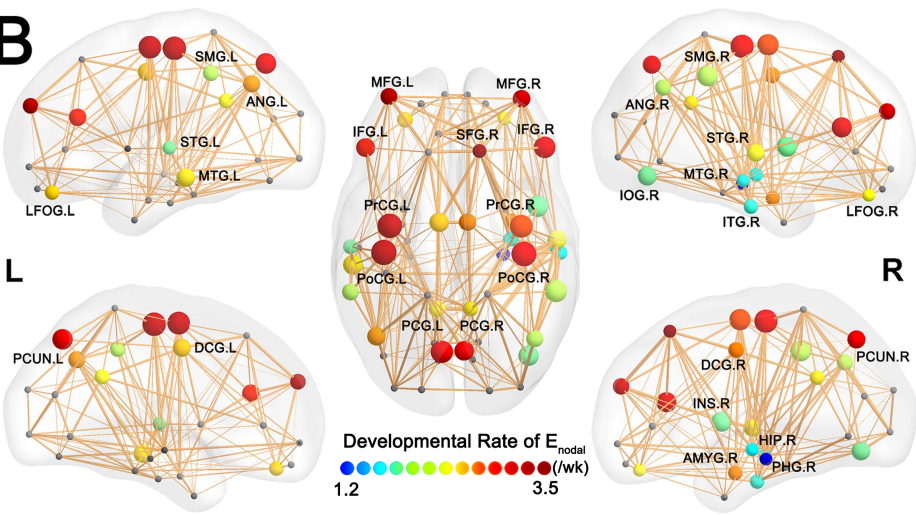 B
SMG.L
ANG.L
STG.L
MTG.L
LFOG.L
MFG.L
MFG.R
IFG.L
SFG.R
IFG.R
PrCG.L
PrCG.R
PoCG.L
PoCG.R
PCG.L
PCG.R
SMG.R
ANG.R
STG.R
MTG.R
IOG.R
ITG.R
LFOG.R
L
R
PCUN.L
DCG.L
DCG.R
PCUN.R
INS.R
HIP.R
AMYG.R
PHG.R
Developmental Rate of E nodal
(/wk)
1.2
3.5